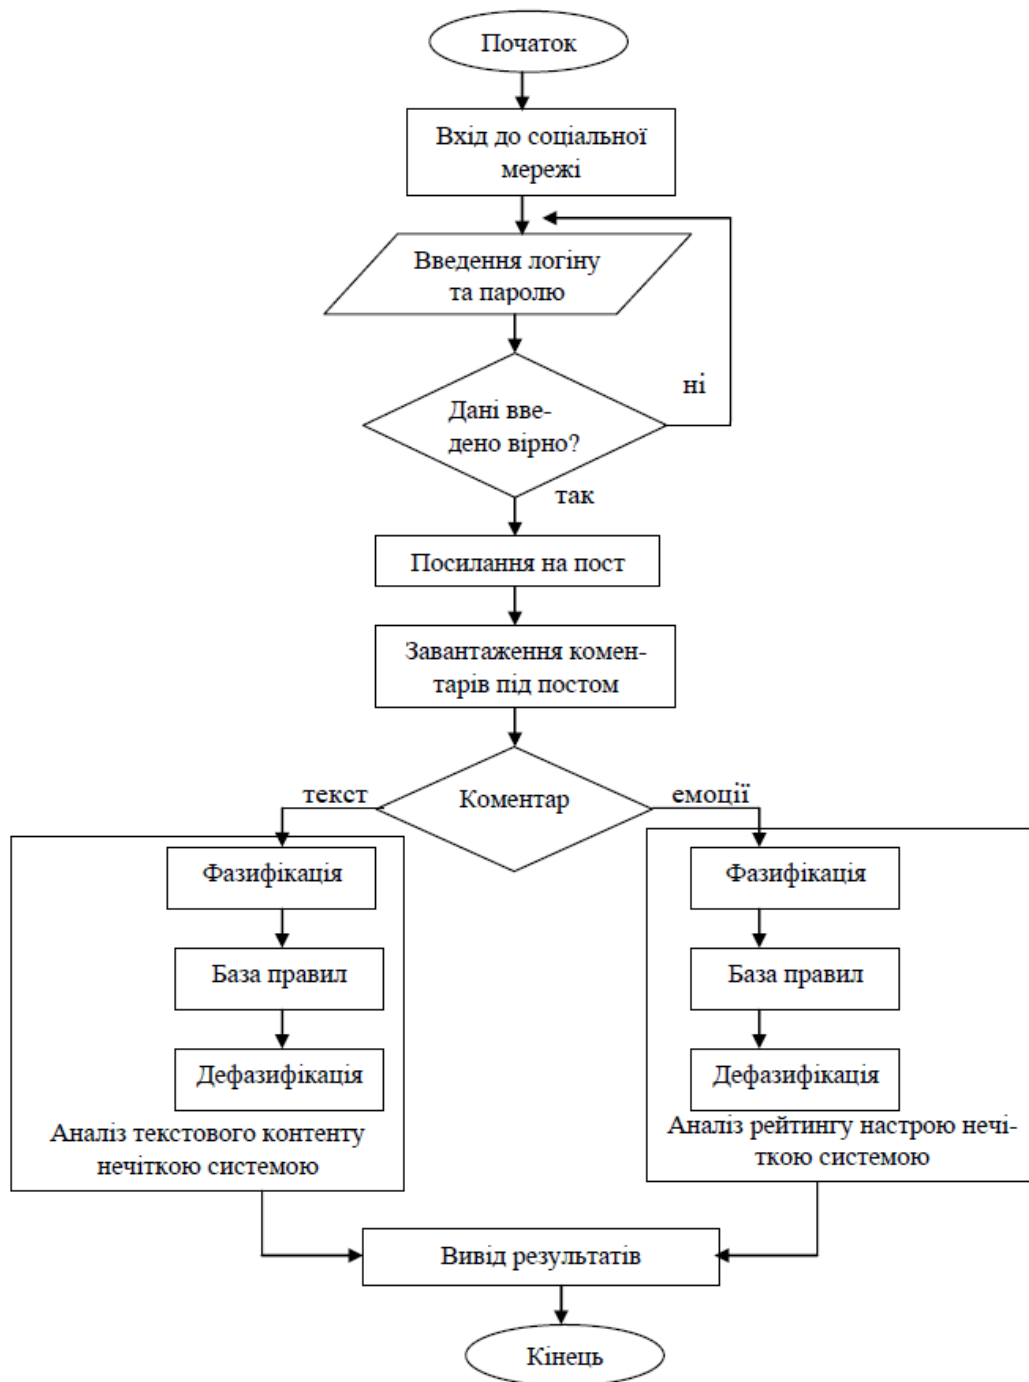 Початок
Вхід до соціальної
мережі
Введення логіну
та паролю
ні
Дані вве-
дено вірно?
так
Посилання на пост
Завантаження комен-
тарів під постом
текст
Коментар
емоції
Фазифікація
База правил
Дефазифікація
Аналіз текстового контенту
нечіткою системою
Фазифікація
База правил
Дефазифікація
Аналіз рейтингу настрою нечі-
ткою системою
Вивід результатів
Кінець